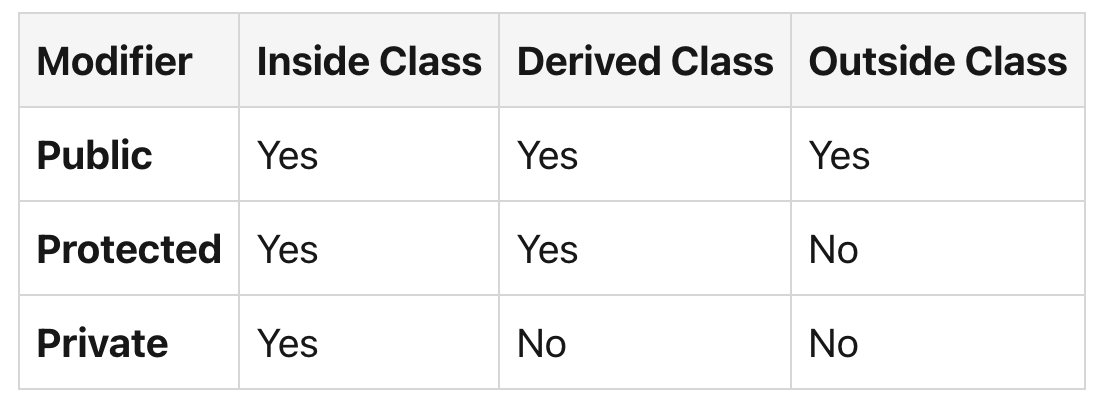 Modifier Inside Class Derived Class Outside Class
Public Yes Yes Yes
Protected Yes Yes No
Private Yes No No